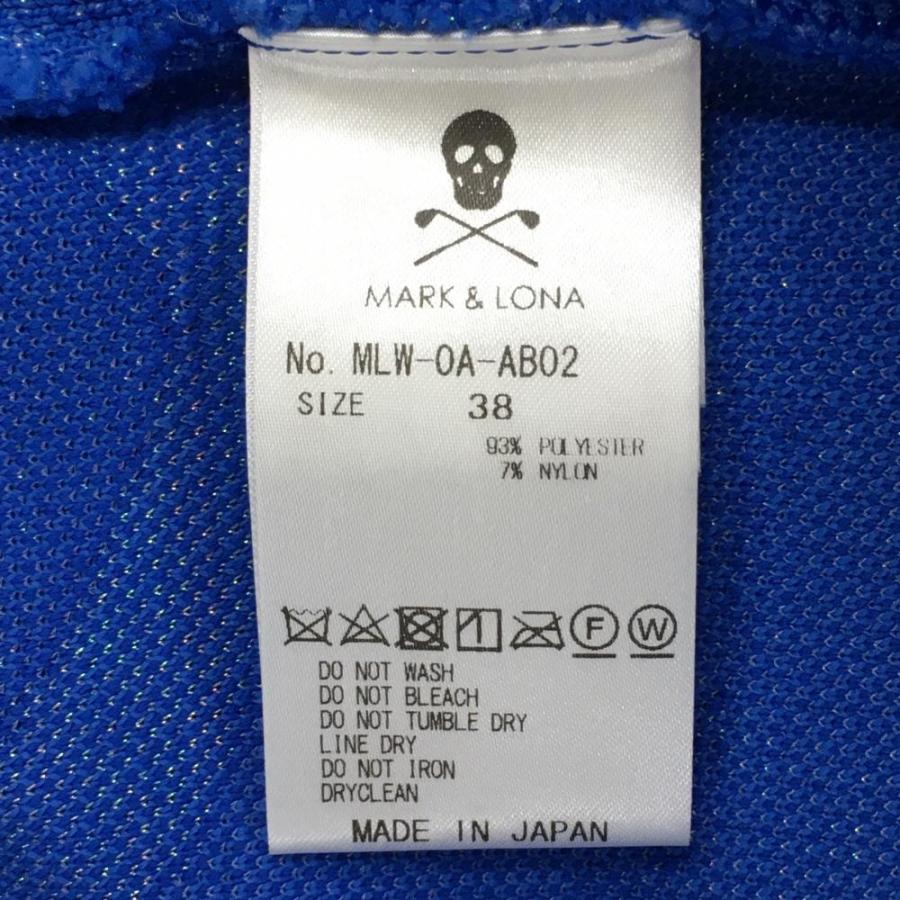 MARK & LONA
No. MLW-0A-AB02
SIZE 38
93% POLYESTER
7% NYLON
F W
DO NOT WASH
DO NOT BLEACH
DO NOT TUMBLE DRY
LINE DRY
DO NOT IRON
DRYCLEAN
MADE IN JAPAN